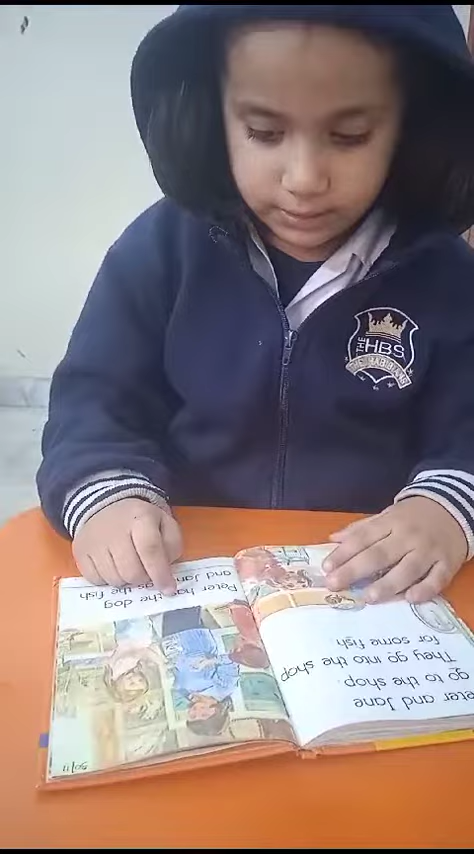 THE
HBS
eter and Jane
go to the shop.
They go into the shop
for some fish
Peter has the dog
and Jane has the fish